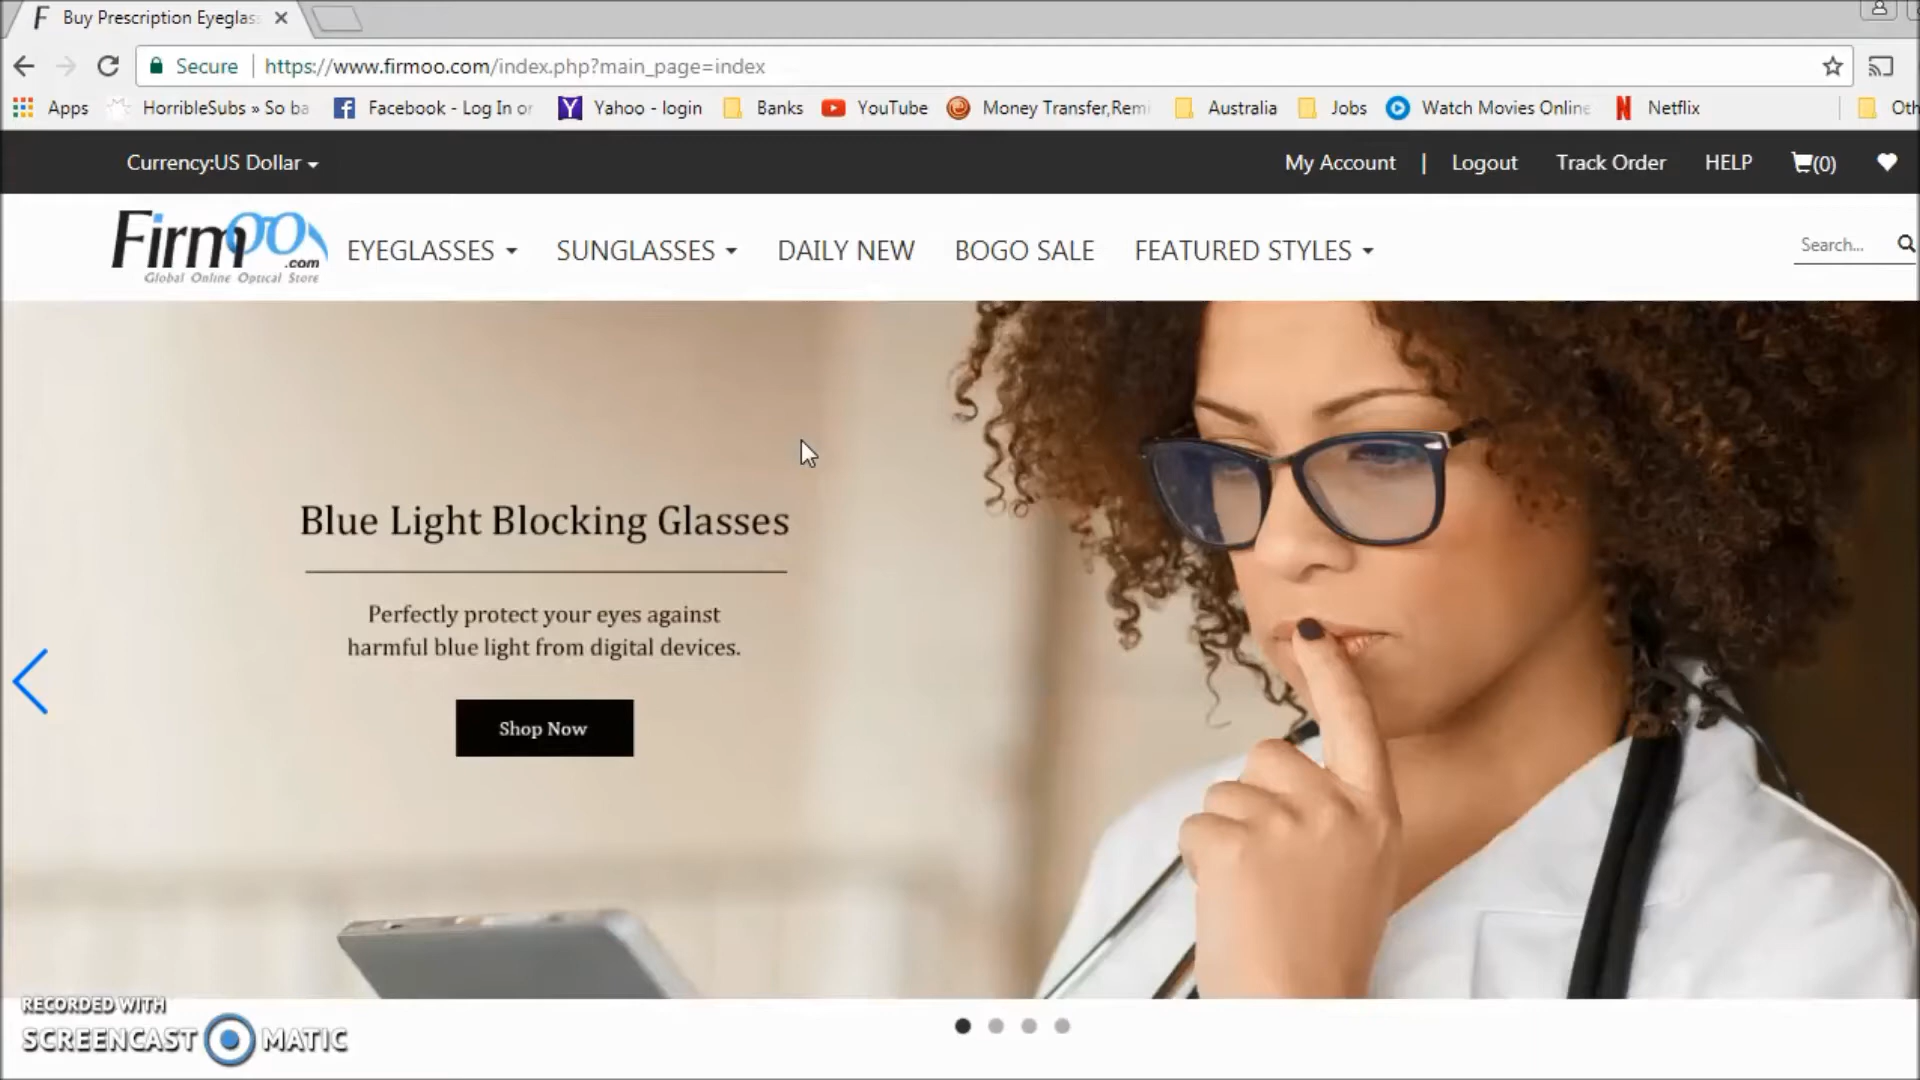 Buy Prescription Eyeglas
Secure
https://www.firmoo.com/index.php?main_page=index
Apps
HorribleSubs » So ba
Facebook - Log In or
Yahoo - login
Banks
YouTube
Money Transfer,Remi
Australia
Jobs
Watch Movies Online
Netflix
Oth
Currency:US Dollar
My Account | Logout
Track Order
HELP
(0)
Firmoo
.com
Global Online Optical Store
EYEGLASSES
SUNGLASSES
DAILY NEW
BOGO SALE
FEATURED STYLES
Search...
Blue Light Blocking Glasses
Perfectly protect your eyes against
harmful blue light from digital devices.
Shop Now
RECORDED WITH
SCREENCAST MATIC